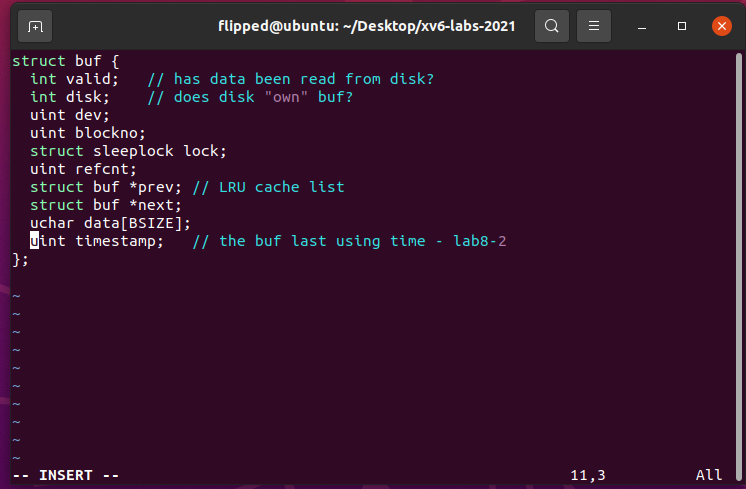 flipped@ubuntu: ~/Desktop/xv6-labs-2021
struct buf {
  int valid;   // has data been read from disk?
  int disk;    // does disk "own" buf?
  uint dev;
  uint blockno;
  struct sleeplock lock;
  uint refcnt;
  struct buf *prev; // LRU cache list
  struct buf *next;
  uchar data[BSIZE];
  uint timestamp;   // the buf last using time - lab8-2
};
~
~
~
~
~
~
~
~
~
~
-- INSERT --                                                  11,3          All